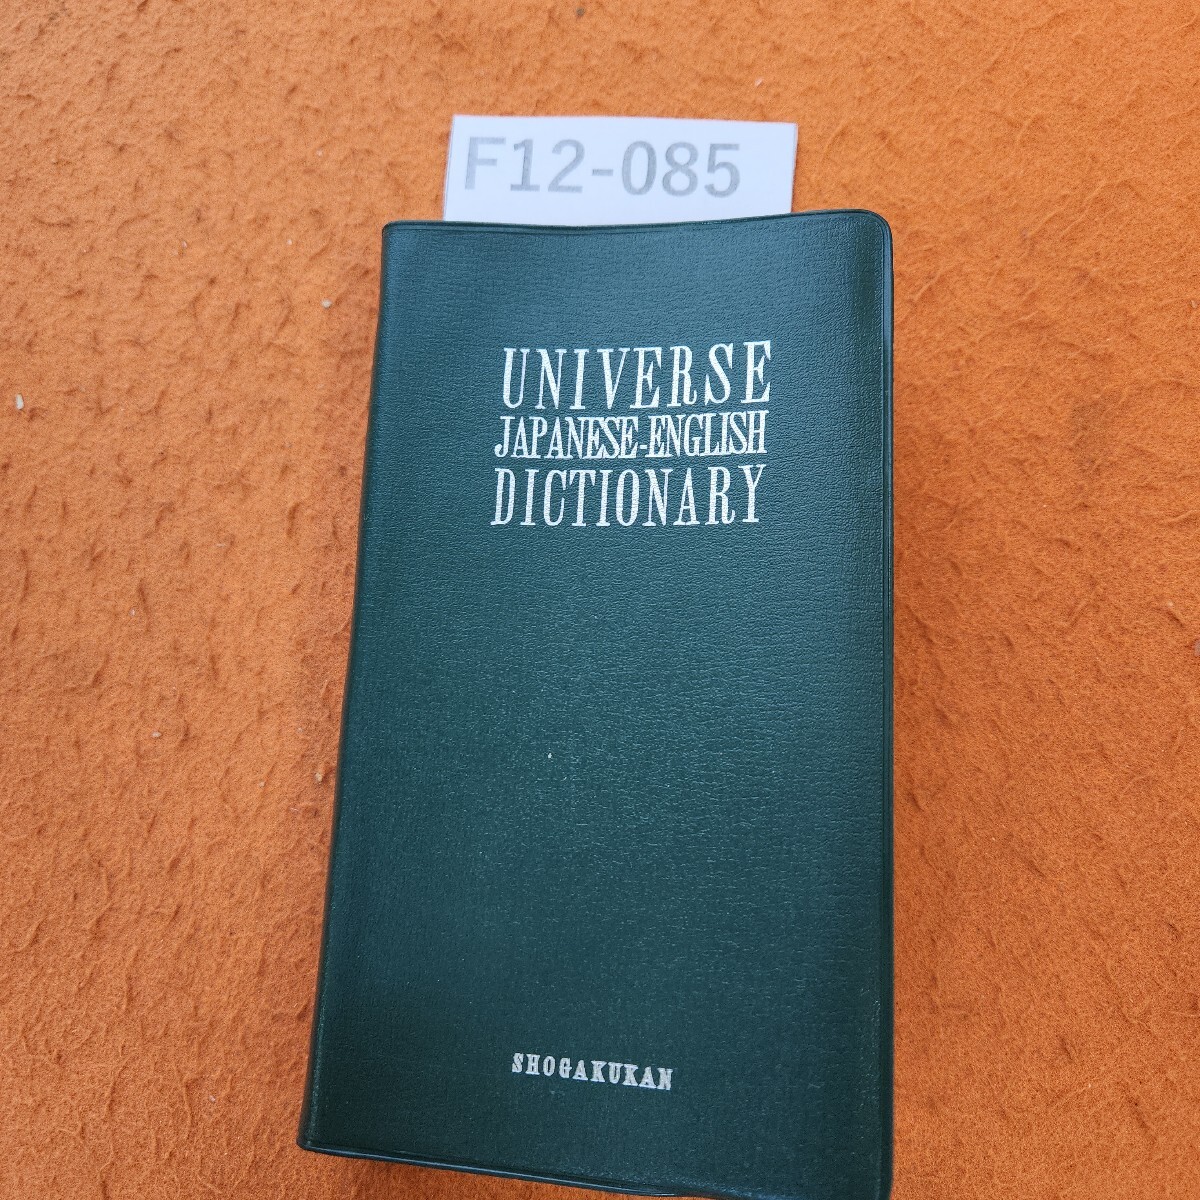 F12-085
UNIVERSE
JAPANESE-ENGLISH
DICTIONARY
SHOGAKUKAN